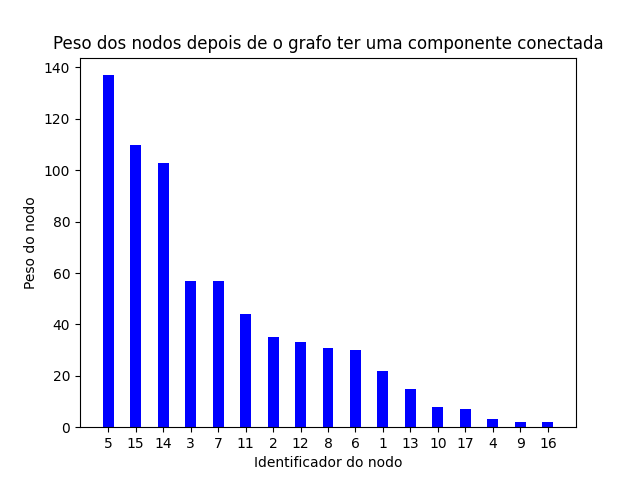 Peso dos nodos depois de o grafo ter uma componente conectada
140
120
100
80
60
40
20
0
Peso do nodo
5 15 14 3 7 11 2 12 8 6 1 13 10 17 4 9 16
Identificador do nodo